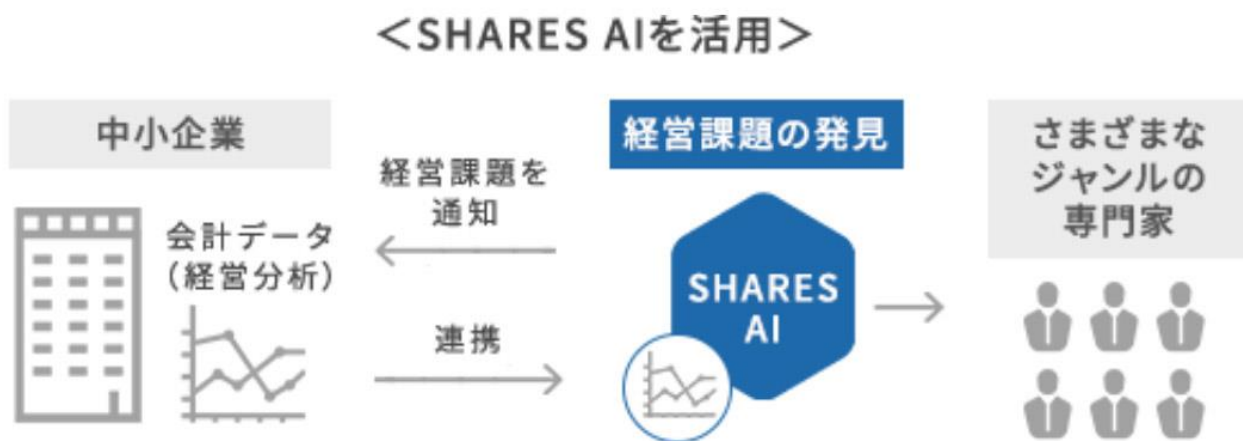 ＜SHARES AIを活用＞
中小企業
会計データ
（経営分析）
経営課題を
通知
連携
経営課題の発見
SHARES
AI
さまざまな
ジャンルの
専門家